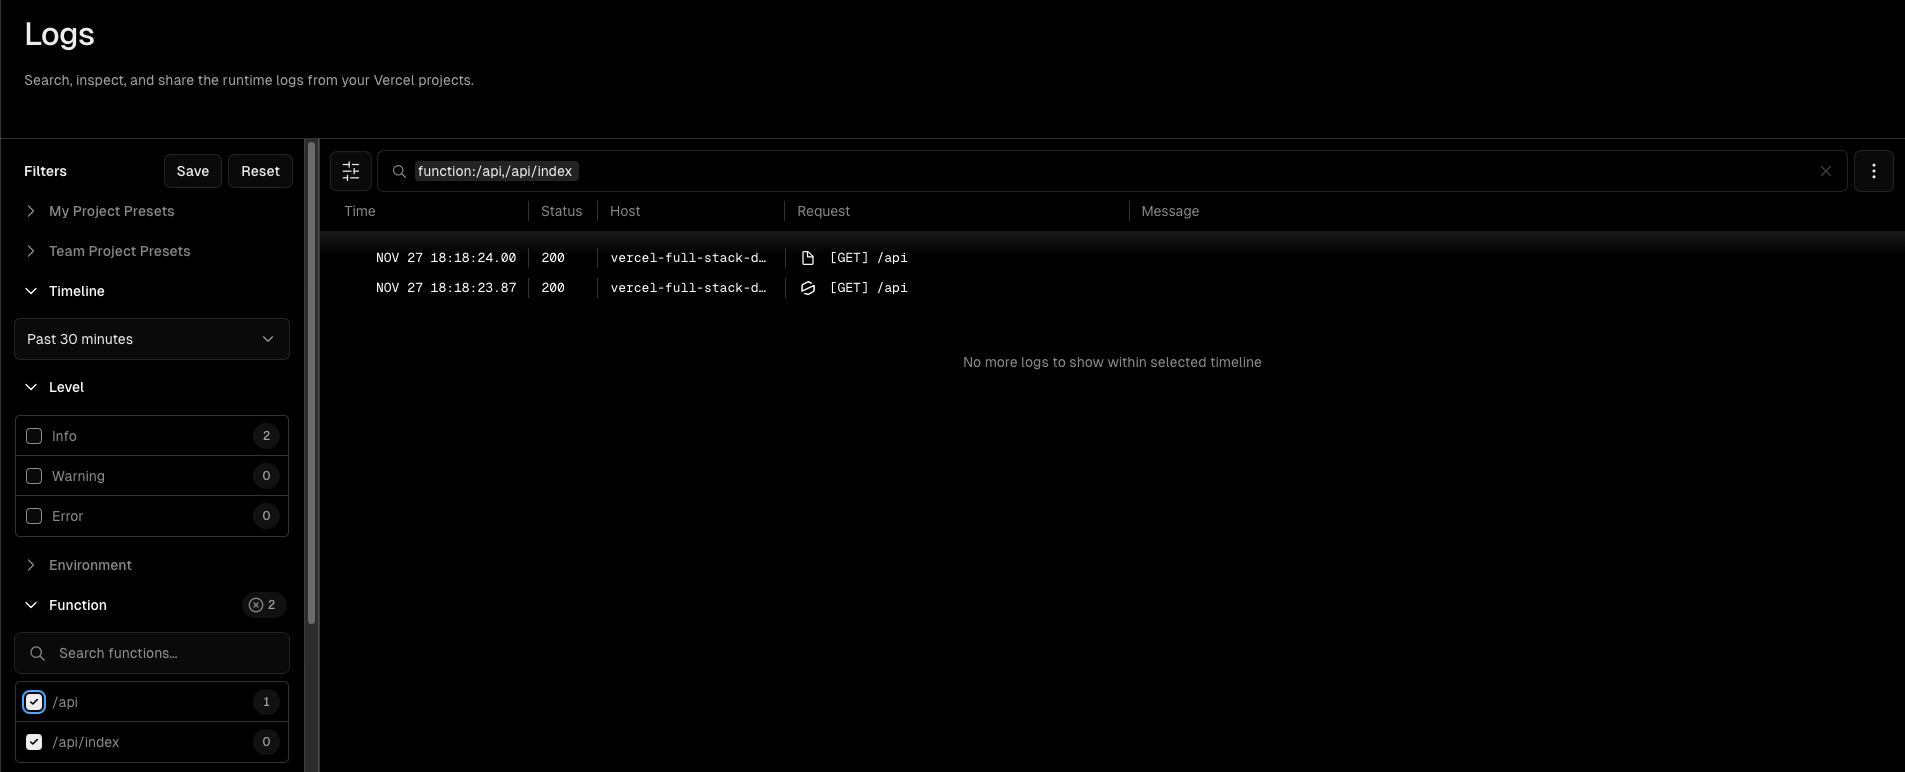 Logs
Search, inspect, and share the runtime logs from your Vercel projects.
Filters
Save
Reset
My Project Presets
Team Project Presets
Timeline
Past 30 minutes
Level
Info 2
Warning 0
Error 0
Environment
Function 2
Search functions…
/api 1
/api/index 0
function:/api,/api/index
Time Status Host Request Message
NOV 27 18:18:24.00 200 vercel-full-stack-d… [GET] /api
NOV 27 18:18:23.87 200 vercel-full-stack-d… [GET] /api
No more logs to show within selected timeline